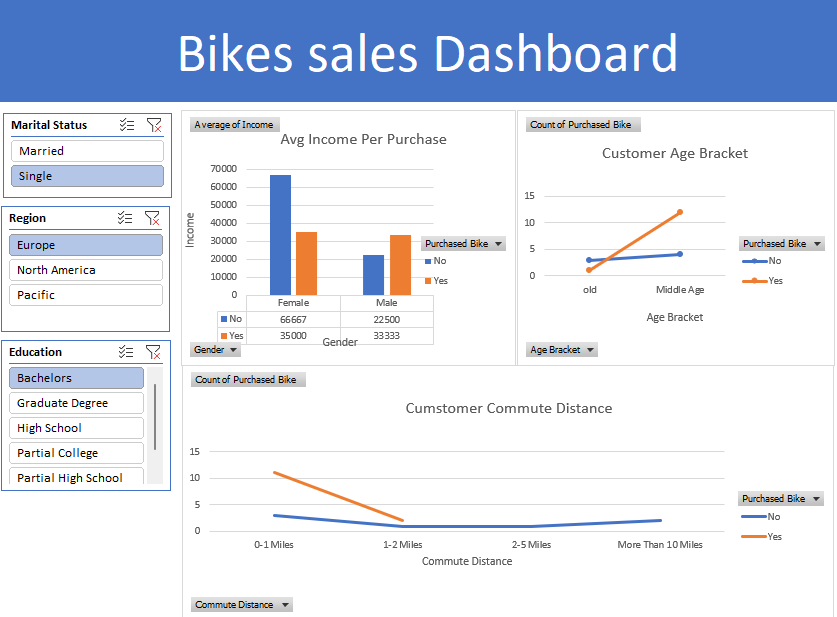 Bikes sales Dashboard
Marital Status
Married
Single
Region
Europe
North America
Pacific
Education
Bachelors
Graduate Degree
High School
Partial College
Partial High School
Average of Income
Avg Income Per Purchase
Income
70000
60000
50000
40000
30000
20000
10000
0
Female Male
No 66667 22500
Yes 35000 33333
Gender
Gender
Purchased Bike
No
Yes
Count of Purchased Bike
Customer Age Bracket
15
10
5
0
old Middle Age
Age Bracket
Age Bracket
Purchased Bike
No
Yes
Count of Purchased Bike
Cumstomer Commute Distance
15
10
5
0
0-1 Miles 1-2 Miles 2-5 Miles More Than 10 Miles
Commute Distance
Commute Distance
Purchased Bike
No
Yes